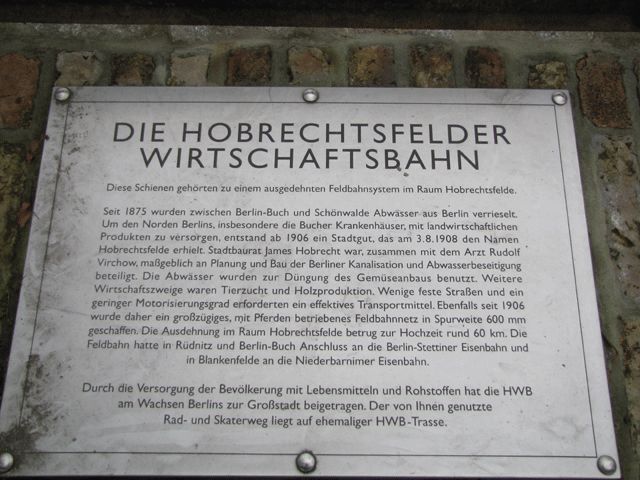 DIE HOBRECHTSFELDER
WIRTSCHAFTSBAHN
Diese Schienen gehörten zu einem ausgedehnten Feldbahnsystem im Raum Hobrechtsfelde.
Seit 1875 wurden zwischen Berlin-Buch und Schönwalde Abwässer aus Berlin verrieselt.
Um den Norden Berlins, insbesondere die Bucher Krankenhäuser, mit landwirtschaftlichen
Produkten zu versorgen, entstand ab 1906 ein Stadtgut, das am 3.8.1908 den Namen
Hobrechtsfelde erhielt. Stadtbaurat James Hobrecht war, zusammen mit dem Arzt Rudolf
Virchow, maßgeblich an Planung und Bau der Berliner Kanalisation und Abwasserbeseitigung
beteiligt. Die Abwässer wurden zur Düngung des Gemüseanbaus benutzt. Weitere
Wirtschaftszweige waren Tierzucht und Holzproduktion. Wenige feste Straßen und ein
geringer Motorisierungsgrad erforderten ein effektives Transportmittel. Ebenfalls seit 1906
wurde daher ein großzügiges, mit Pferden betriebenes Feldbahnnetz in Spurweite 600 mm
geschaffen. Die Ausdehnung im Raum Hobrechtsfelde betrug zur Hochzeit rund 60 km. Die
Feldbahn hatte in Rüdnitz und Berlin-Buch Anschluss an die Berlin-Stettiner Eisenbahn und
in Blankenfelde an die Niederbarnimer Eisenbahn.
Durch die Versorgung der Bevölkerung mit Lebensmitteln und Rohstoffen hat die HWB
am Wachsen Berlins zur Großstadt beigetragen. Der von Ihnen genutzte
Rad- und Skaterweg liegt auf ehemaliger HWB-Trasse.